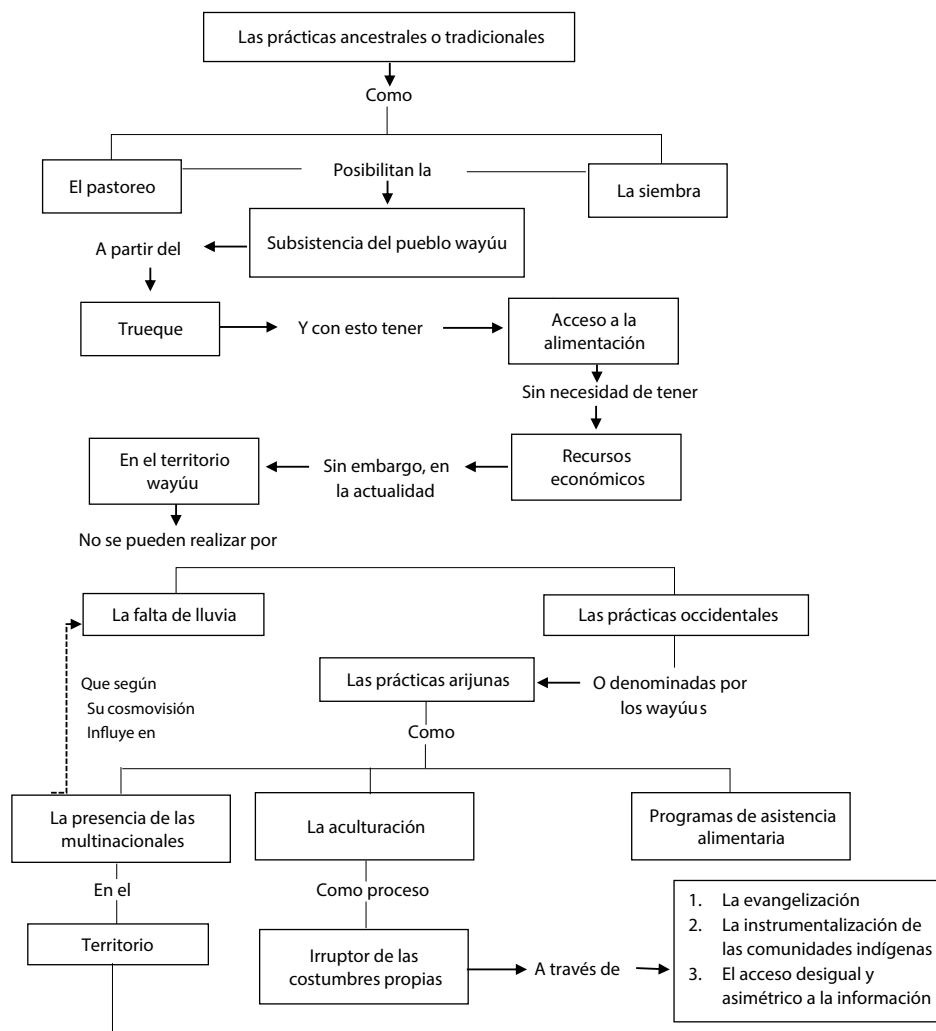 Las prácticas ancestrales o tradicionales
Como
El pastoreo
Posibilitan la
La siembra
Subsistencia del pueblo wayúu
A partir del
Trueque
Y con esto tener
Acceso a la
alimentación
Sin necesidad de tener
Recursos
económicos
Sin embargo, en
la actualidad
En el territorio
wayúu
No se pueden realizar por
La falta de lluvia
Las prácticas occidentales
O denominadas por
los wayúus
Las prácticas arijunas
Como
Que según
Su cosmovisión
Influye en
La presencia de las
multinacionales
La aculturación
Programas de asistencia
alimentaria
En el
Territorio
Como proceso
Irruptor de las
costumbres propias
A través de
1. La evangelización
2. La instrumentalización de
las comunidades indígenas
3. El acceso desigual y
asimétrico a la información